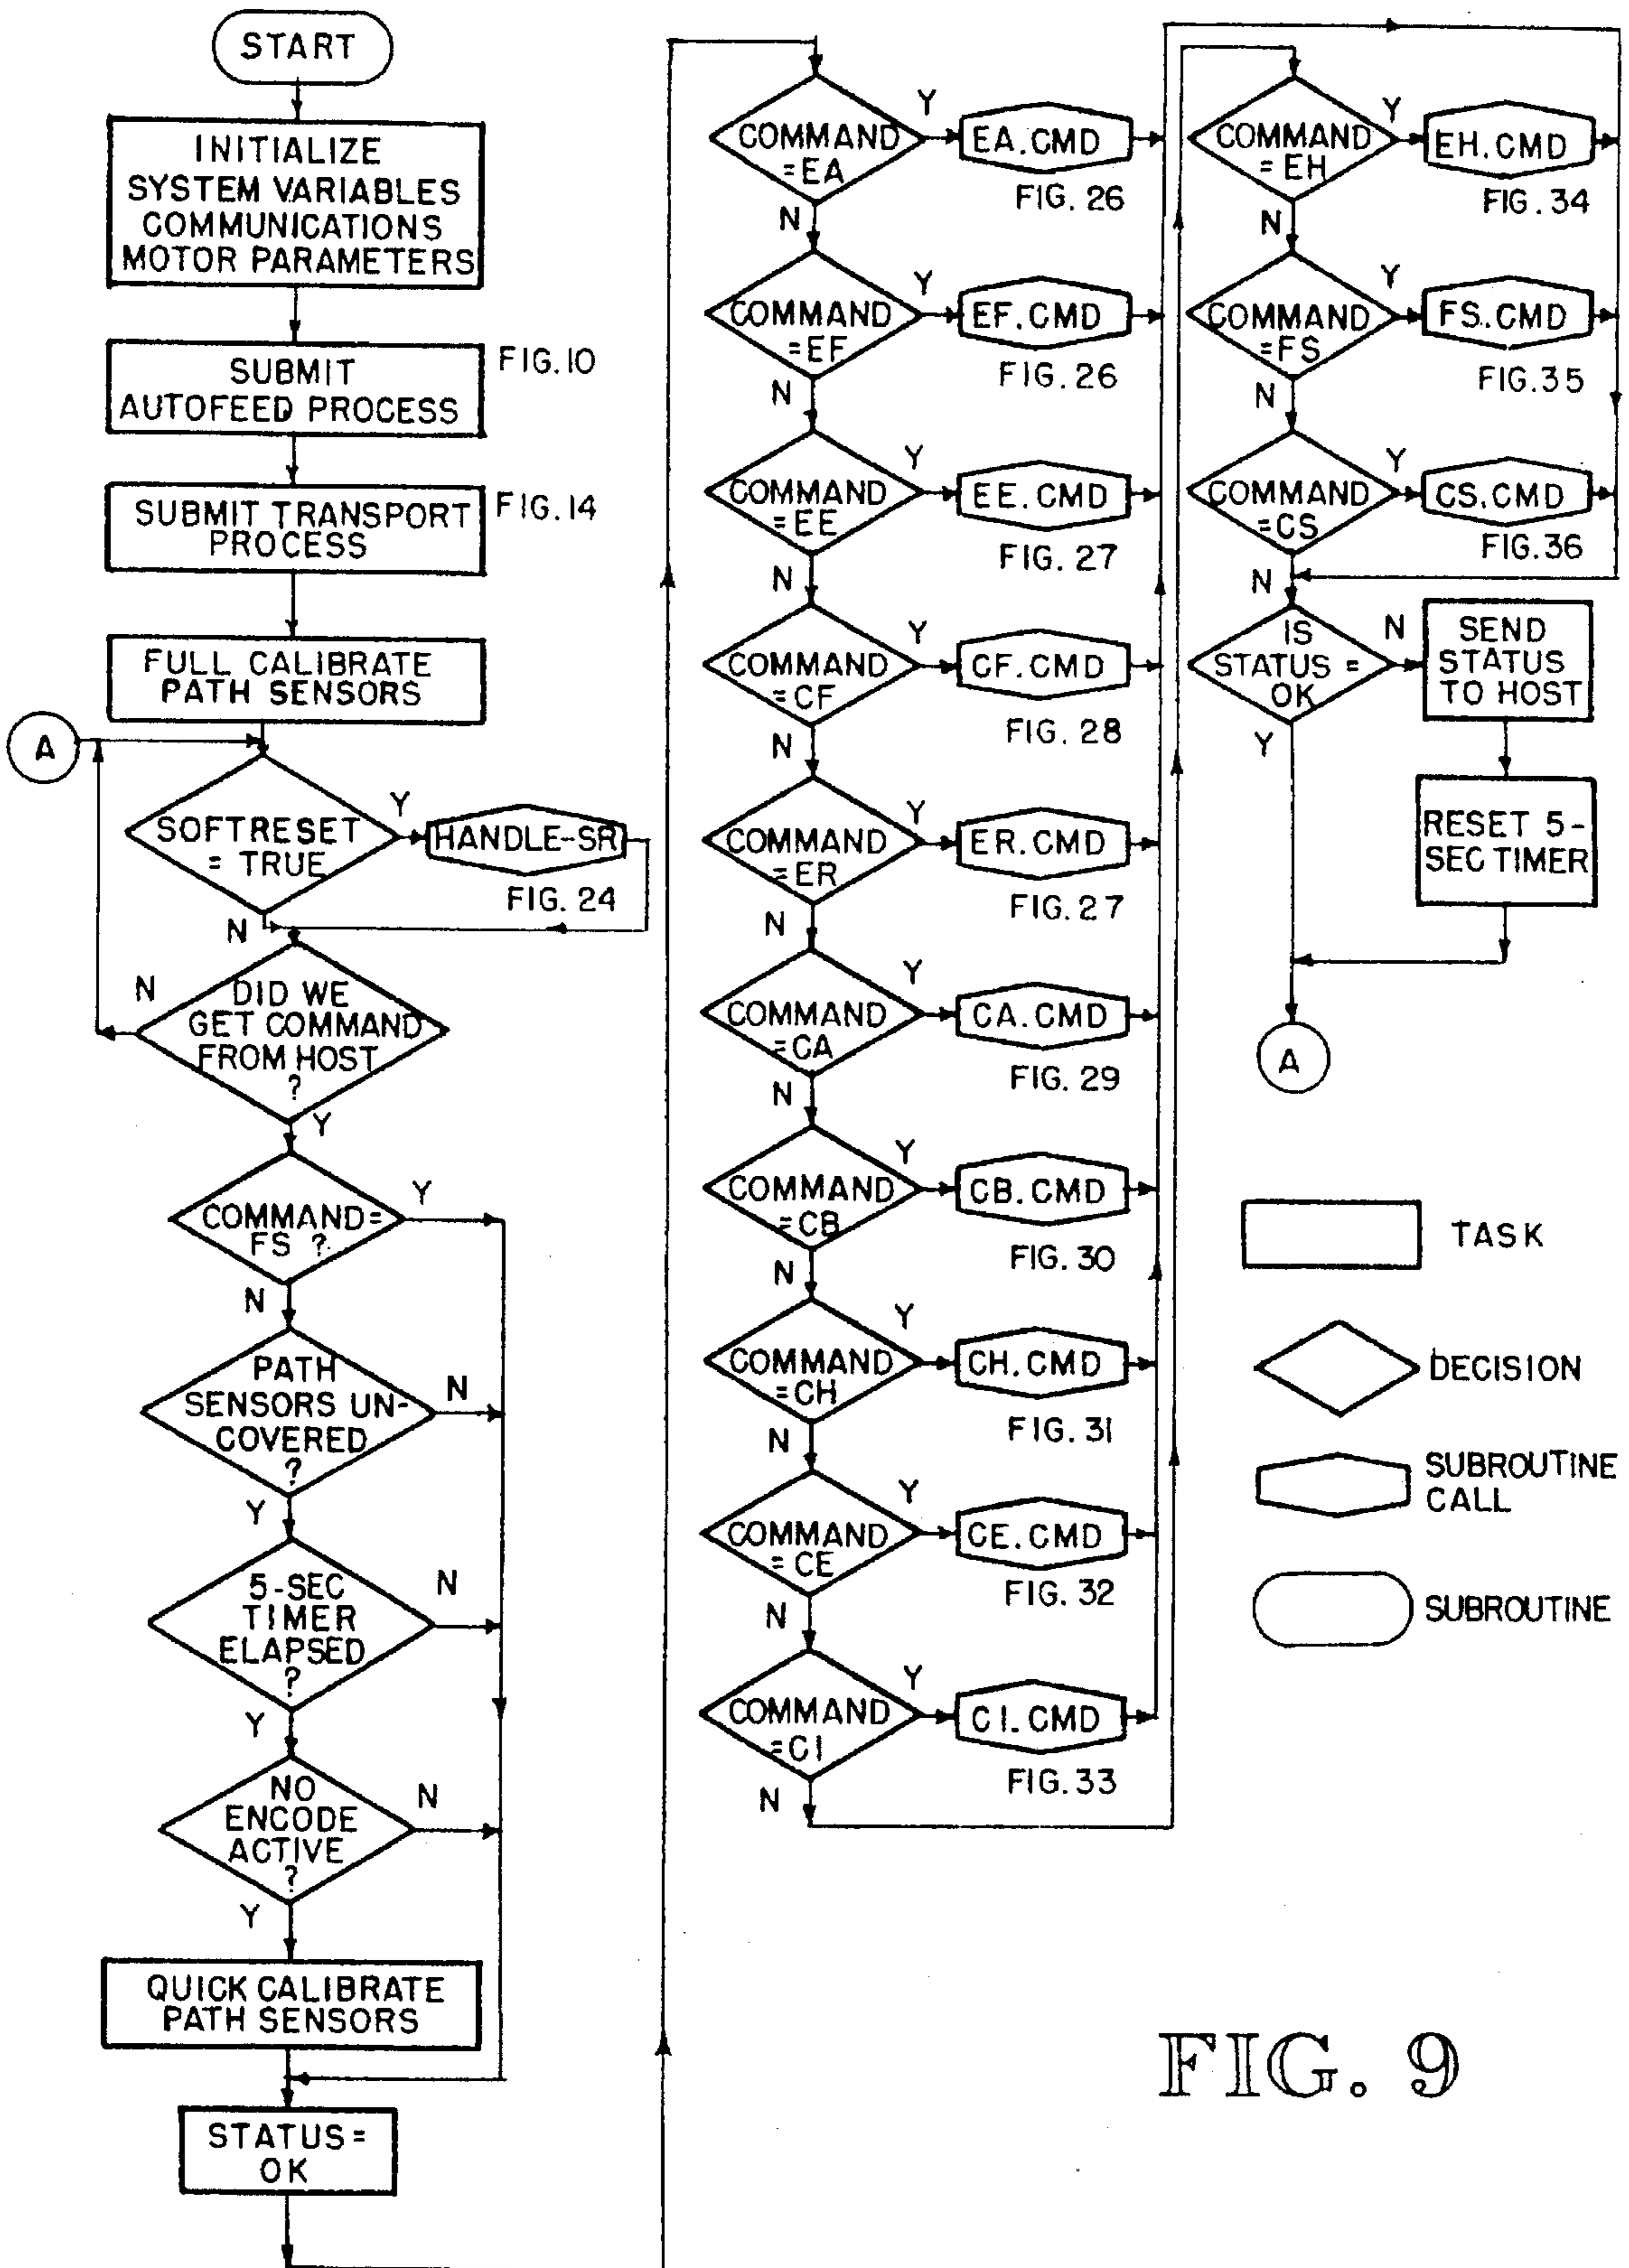 START
INITIALIZE
SYSTEM VARIABLES
COMMUNICATIONS
MOTOR PARAMETERS
SUBMIT
AUTOFEED PROCESS
FIG.10
SUBMIT TRANSPORT
PROCESS
FIG.14
FULL CALIBRATE
PATH SENSORS
A
SOFTRESET
= TRUE
Y
HANDLE-SR
FIG. 24
N
DID WE
GET COMMAND
FROM HOST
?
N
Y
COMMAND=
FS ?
Y
N
PATH
SENSORS UN-
COVERED
?
N
Y
5-SEC
TIMER
ELAPSED
?
N
Y
NO
ENCODE
ACTIVE
?
N
Y
QUICK CALIBRATE
PATH SENSORS
STATUS=
OK
COMMAND
=EA
Y
EA.CMD
FIG. 26
N
COMMAND
=EF
Y
EF.CMD
FIG.26
N
COMMAND
=EE
Y
EE.CMD
FIG. 27
N
COMMAND
=CF
Y
CF.CMD
FIG. 28
N
COMMAND
=ER
Y
ER.CMD
FIG. 27
N
COMMAND
=CA
Y
CA.CMD
FIG. 29
N
COMMAND
=CB
Y
CB.CMD
FIG. 30
N
COMMAND
=CH
Y
CH.CMD
FIG. 31
N
COMMAND
=CE
Y
CE.CMD
FIG. 32
N
COMMAND
=CI
Y
CI.CMD
FIG. 33
N
COMMAND
=EH
Y
EH.CMD
FIG. 34
N
COMMAND
=FS
Y
FS.CMD
FIG.35
N
COMMAND
=CS
Y
CS.CMD
FIG.36
N
IS
STATUS =
OK
N
SEND
STATUS
TO HOST
Y
RESET 5-
SEC TIMER
A
TASK
DECISION
SUBROUTINE
CALL
SUBROUTINE
FIG. 9